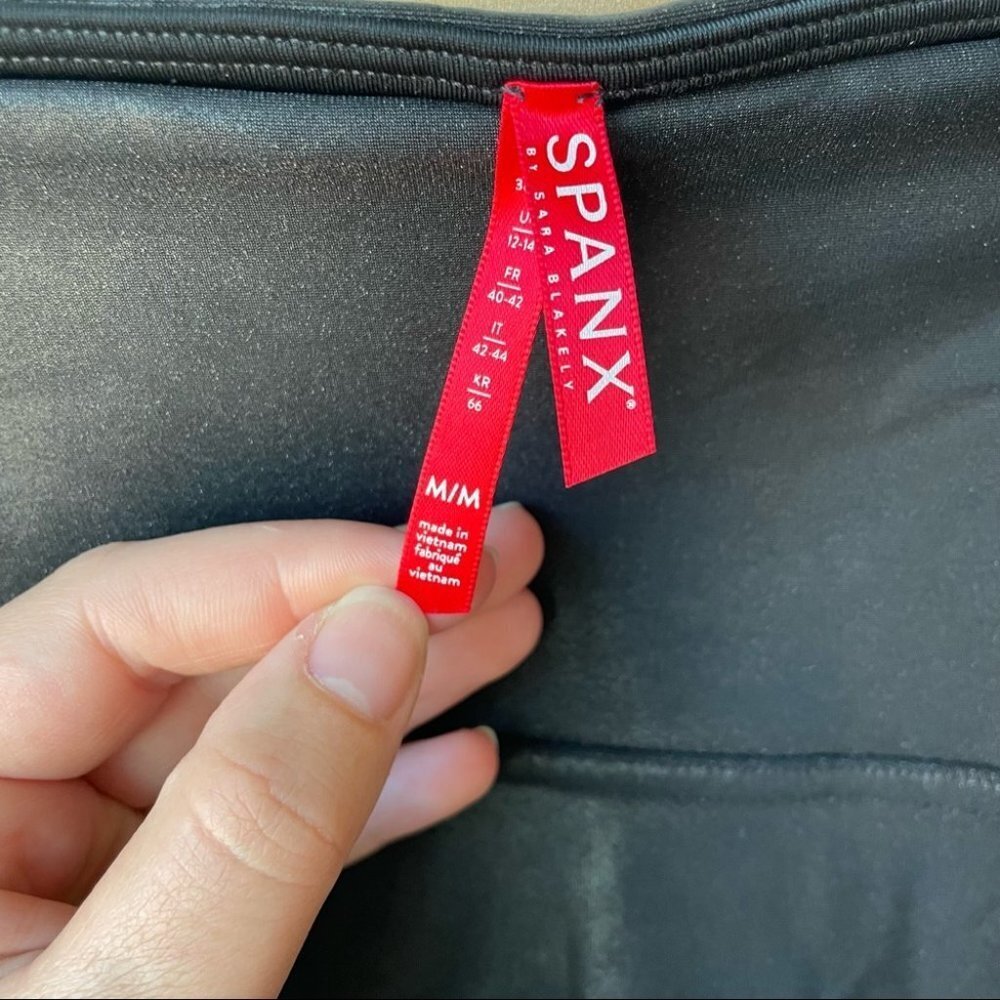 SPANX®
BY SARA BLAKELY
12-14
FR
40-42
IT
42-44
KR
66
M/M
made in
vietnam
fabriqué
au
vietnam